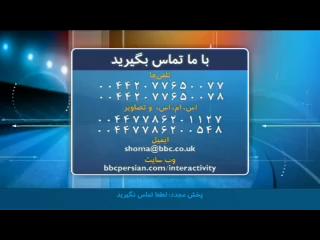 با ما تماس بگیرید
تلفن‌ها
۰۰۴۴۲۰۷۷۶۵۰۰۷۷
۰۰۴۴۲۰۷۷۶۵۰۰۷۸
اس.ام.اس. و تصاویر
۰۰۴۴۷۷۸۶۲۰۱۱۲۷
۰۰۴۴۷۷۸۶۲۰۰۵۴۸
ایمیل
shoma@bbc.co.uk
وب سایت
bbcpersian.com/interactivity
پخش مجدد، لطفا تماس نگیرید